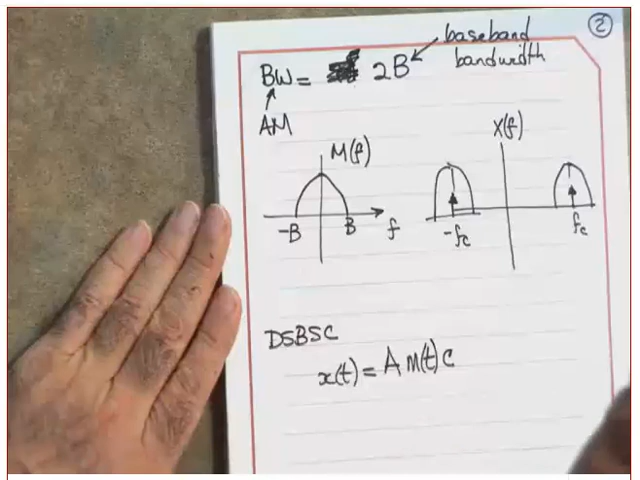 2
baseband
bandwidth
BW = 2B
AM
M(f)
X(f)
-B B f
-fc fc
DSBSC
x(t) = A m(t) c